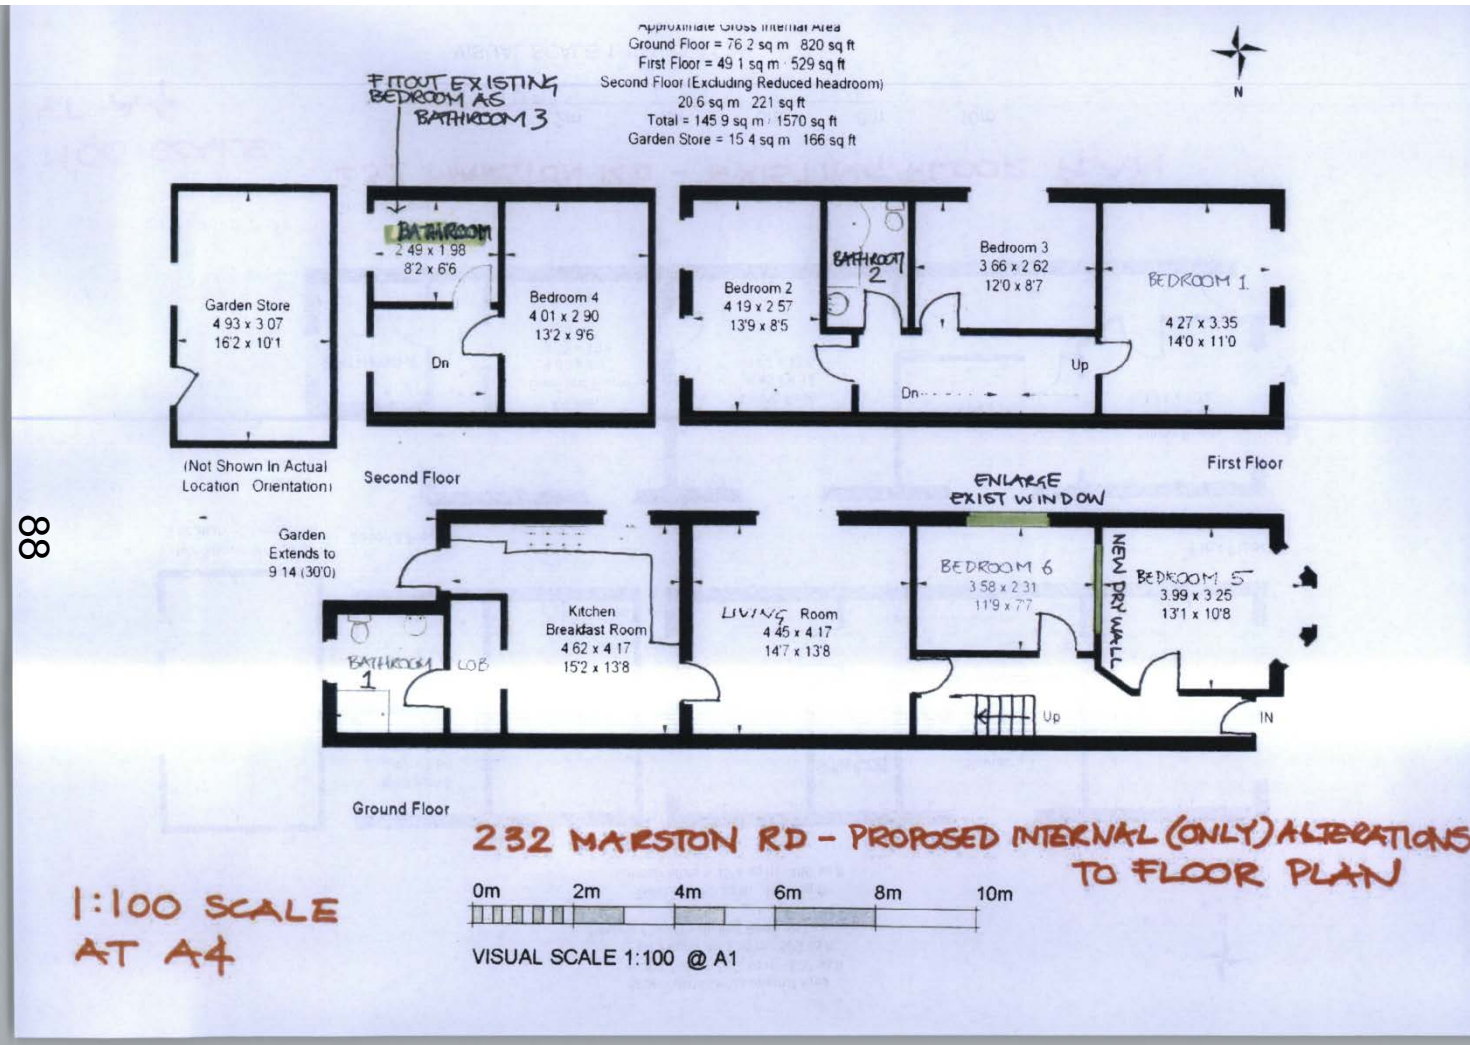 Approximate Gross Internal Area
Ground Floor = 76 2 sq m 820 sq ft
First Floor = 49 1 sq m 529 sq ft
Second Floor (Excluding Reduced headroom)
20 6 sq m 221 sq ft
Total = 145 9 sq m 1570 sq ft
Garden Store = 15 4 sq m 166 sq ft
N
FITOUT EXISTING
BEDROOM AS
BATHROOM 3
Garden Store
4 93 x 3 07
16'2 x 10'1
(Not Shown In Actual
Location Orientation)
BATHROOM
2 49 x 1 98
8'2 x 6'6
Bedroom 4
4 01 x 2 90
13'2 x 9'6
Dn
Second Floor
Bedroom 2
4 19 x 2 57
13'9 x 8'5
BATHROOM
2
Bedroom 3
3 66 x 2 62
12'0 x 8'7
BEDROOM 1
4 27 x 3.35
14'0 x 11'0
Up
Dn
First Floor
ENLARGE
EXIST WINDOW
88
Garden
Extends to
9 14 (30'0)
BATHROOM
1
LOB
Kitchen
Breakfast Room
4 62 x 4 17
15'2 x 13'8
LIVING Room
4 45 x 4 17
14'7 x 13'8
BEDROOM 6
3 58 x 2 31
11'9 x 7'7
NEW DRY WALL
BEDROOM 5
3.99 x 3 25
13'1 x 10'8
Up
IN
Ground Floor
232 MARSTON RD - PROPOSED INTERNAL (ONLY) ALTERATIONS
TO FLOOR PLAN
1:100 SCALE
AT A4
0m 2m 4m 6m 8m 10m
VISUAL SCALE 1:100 @ A1